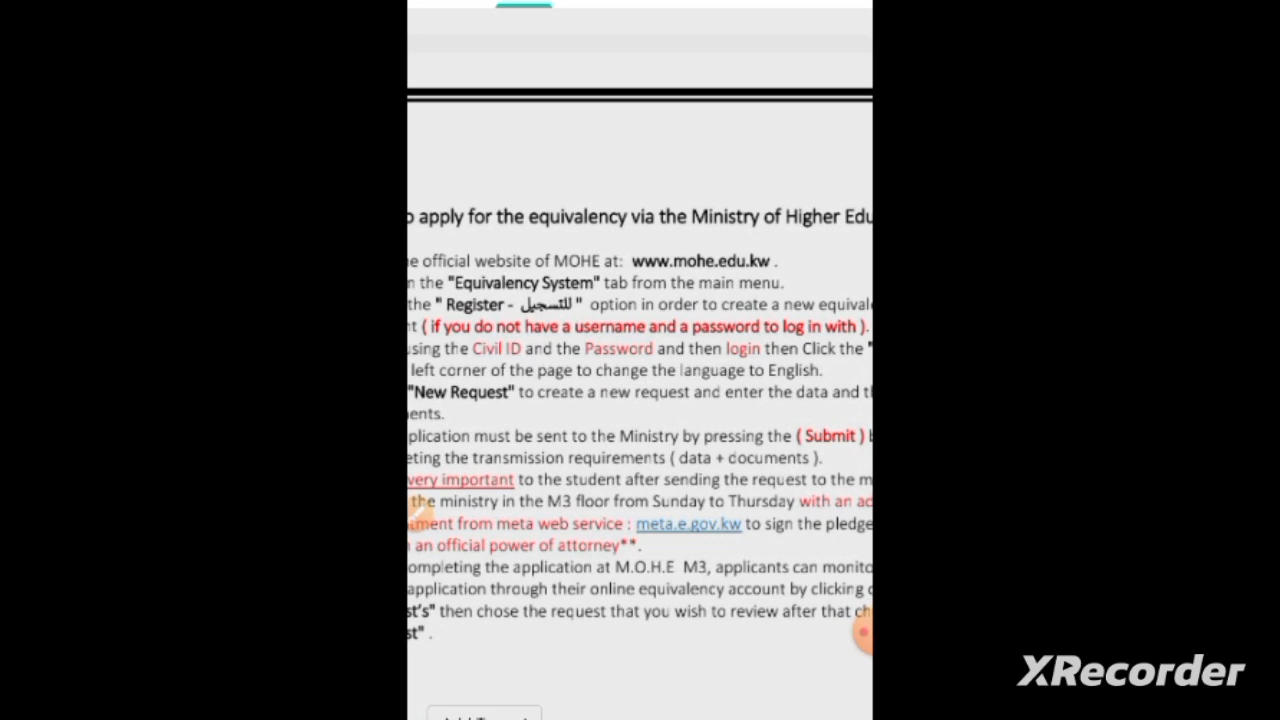 o apply for the equivalency via the Ministry of Higher Edu
e official website of MOHE at: www.mohe.edu.kw .
n the "Equivalency System" tab from the main menu.
the " Register - للتسجيل " option in order to create a new equival
nt ( if you do not have a username and a password to log in with ).
using the Civil ID and the Password and then login then Click the "
left corner of the page to change the language to English.
"New Request" to create a new request and enter the data and th
ents.
plication must be sent to the Ministry by pressing the ( Submit ) b
eting the transmission requirements ( data + documents ).
very important to the student after sending the request to the m
the ministry in the M3 floor from Sunday to Thursday with an ac
tment from meta web service : meta.e.gov.kw to sign the pledge
an official power of attorney**.
ompleting the application at M.O.H.E M3, applicants can monito
application through their online equivalency account by clicking o
st's" then chose the request that you wish to review after that ch
st" .
XRecorder